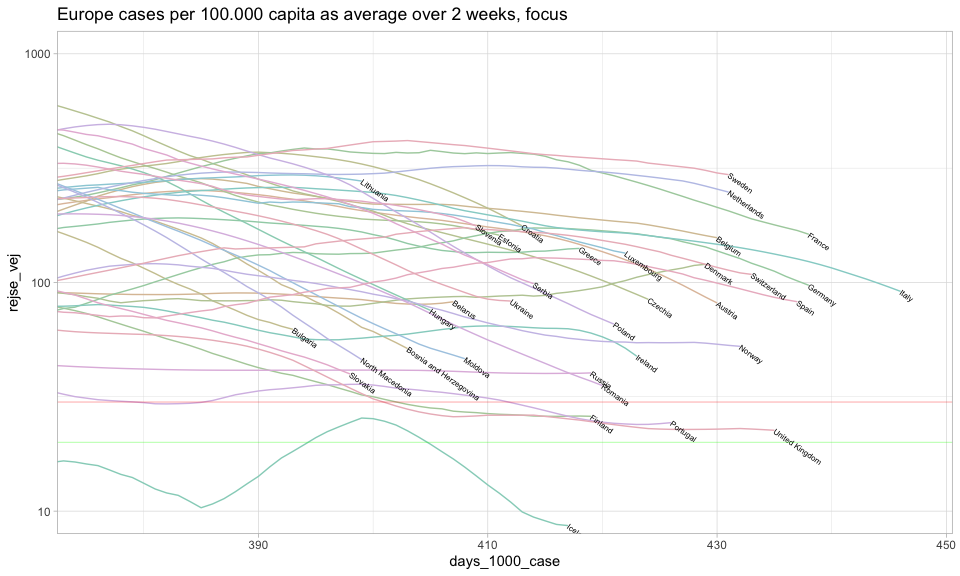 Europe cases per 100.000 capita as average over 2 weeks, focus
1000
100
10
rejse_vej
Sweden
Lithuania
Netherlands
Croatia
Slovenia
Estonia
France
Belgium
Greece
Luxembourg
Denmark
Switzerland
Serbia
Germany
Italy
Czechia
Ukraine
Belarus
Austria
Spain
Hungary
Poland
Bulgaria
Norway
Bosnia and Herzegovina
Ireland
North Macedonia
Moldova
Slovakia
Russia
Romania
Finland
Portugal
United Kingdom
Icel
390
410
430
450
days_1000_case